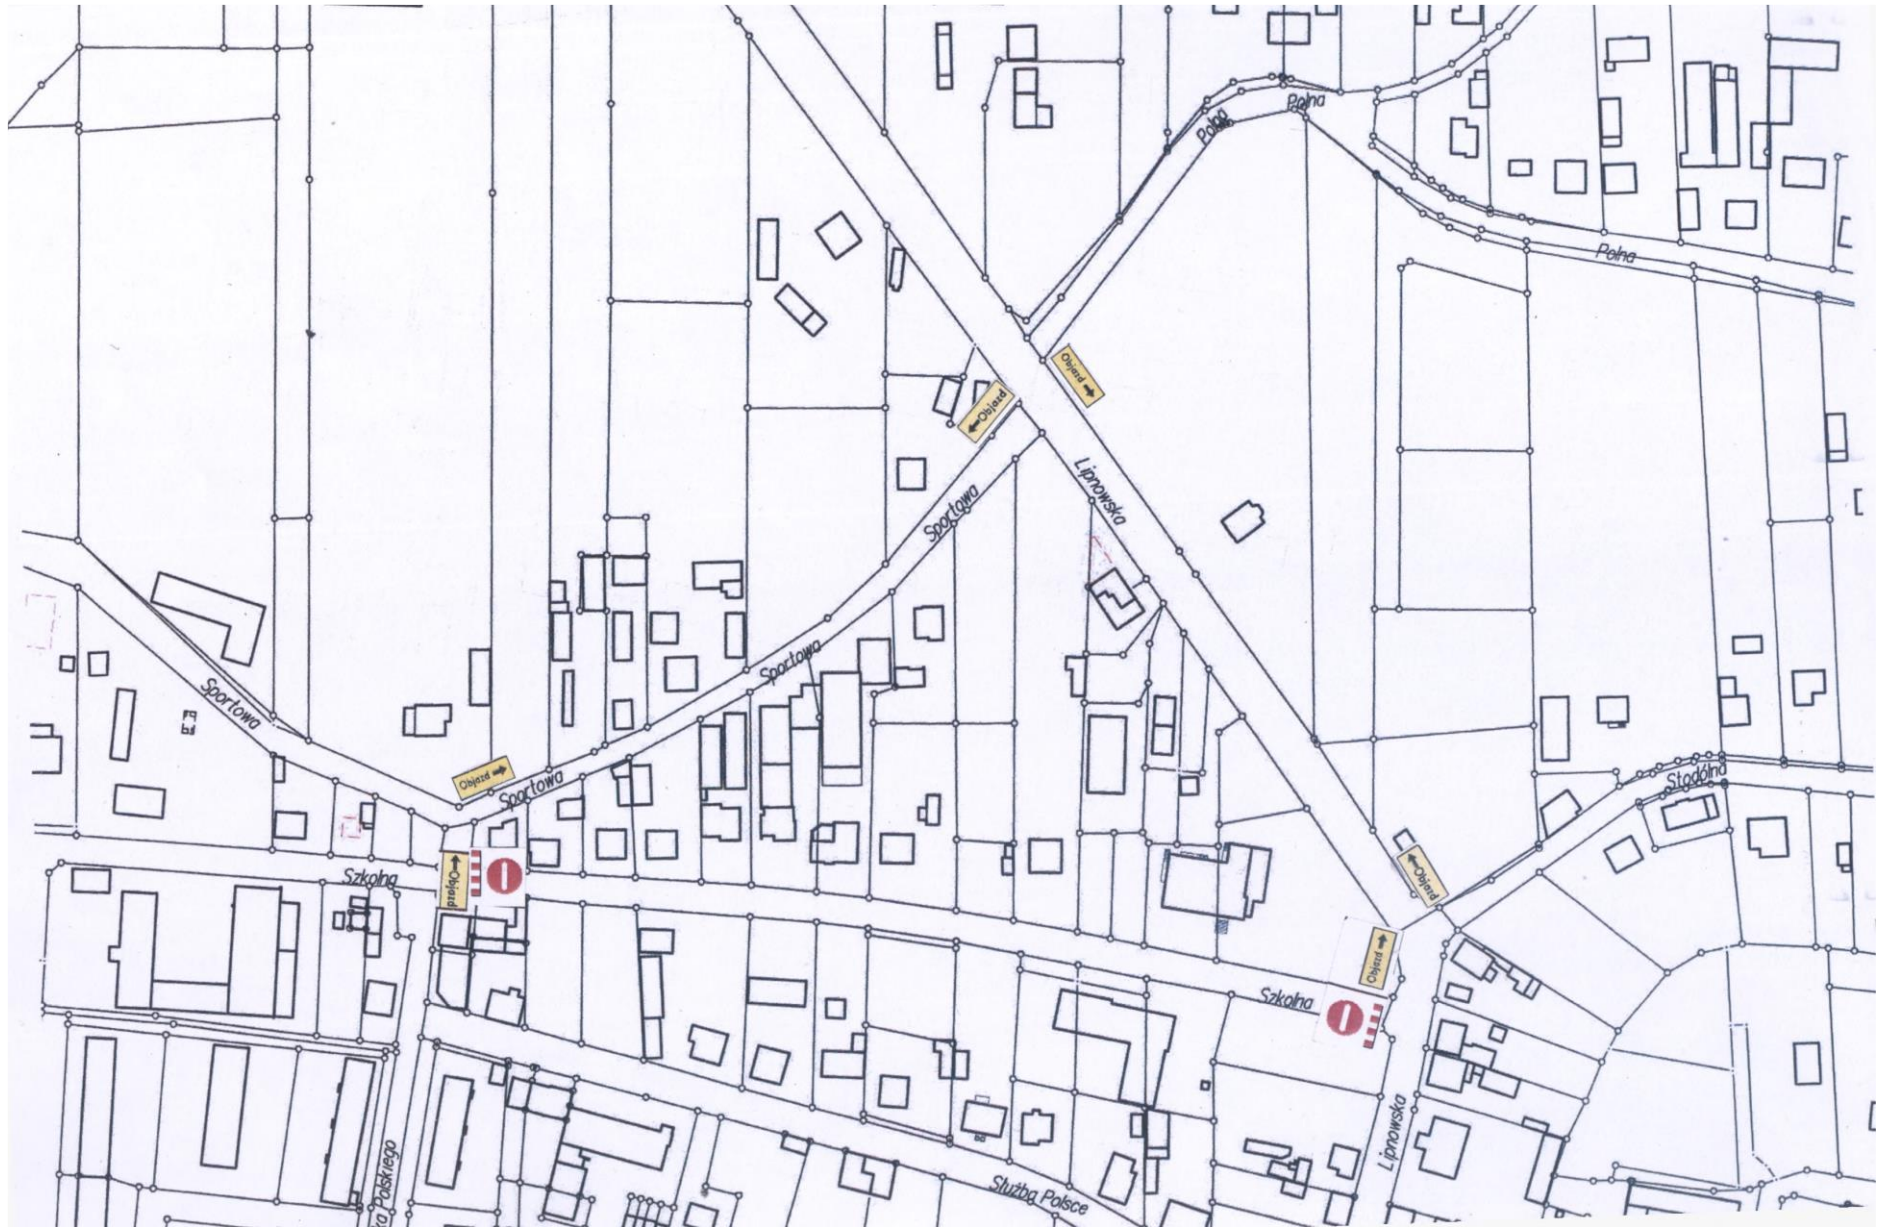 Polna
Polna
Polna
Objazd →
←Objazd
Lipnowska
Sportowa
Sportowa
Sportowa
Objazd →
Sportowa
Stodólna
←Objazd
Szkolna
←Objazd
Objazd →
Szkolna
Lipnowska
Polskiego
Służba Polsce